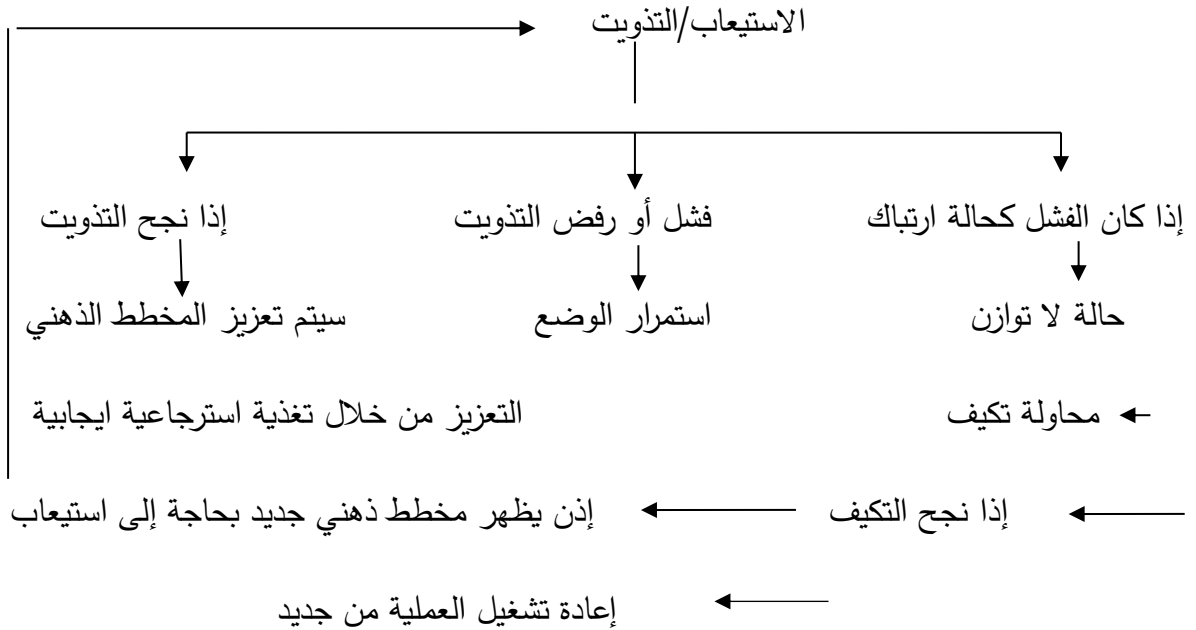 الاستيعاب/التذويت
إذا كان الفشل كحالة ارتباك فشل أو رفض التذويت إذا نجح التذويت
حالة لا توازن استمرار الوضع سيتم تعزيز المخطط الذهني
محاولة تكيف التعزيز من خلال تغذية استرجاعية ايجابية
إذا نجح التكيف إذن يظهر مخطط ذهني جديد بحاجة إلى استيعاب
إعادة تشغيل العملية من جديد